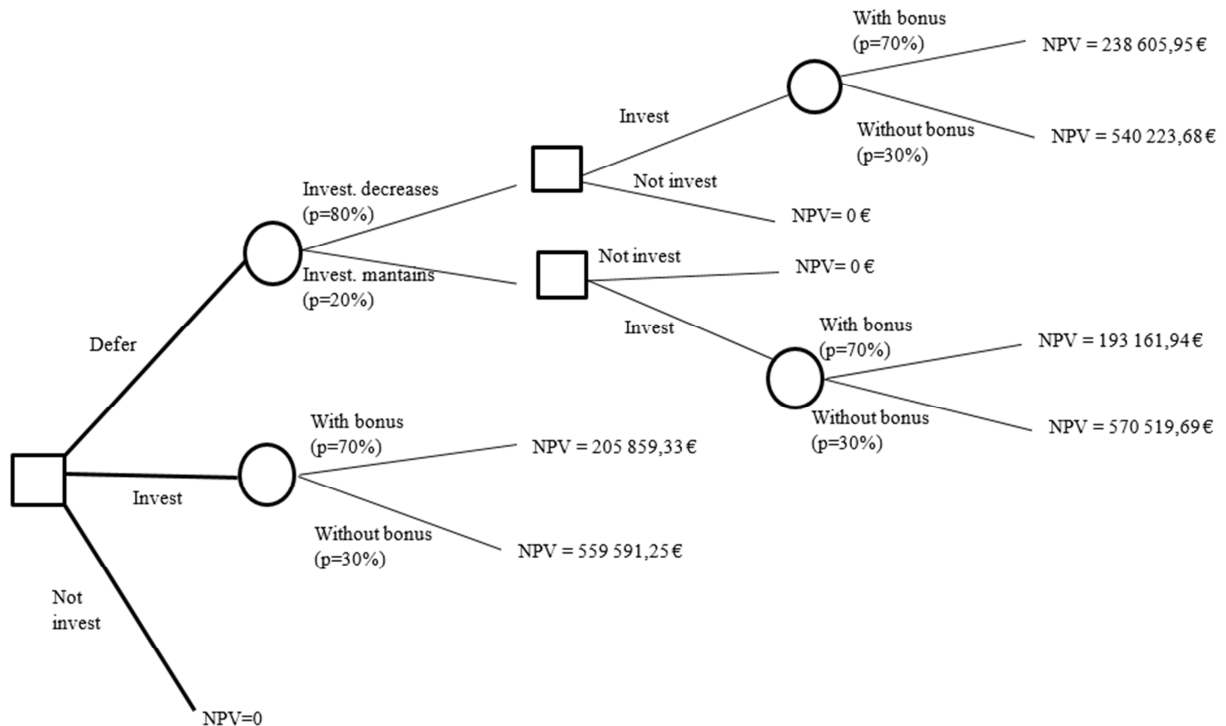 With bonus
(p=70%)
NPV = 238 605,95 €
Invest
Without bonus
(p=30%)
NPV = 540 223,68 €
Invest. decreases
(p=80%)
Not invest
NPV= 0 €
Invest. mantains
(p=20%)
Not invest
NPV= 0 €
Invest
With bonus
(p=70%)
NPV = 193 161,94 €
Without bonus
(p=30%)
NPV = 570 519,69 €
Defer
With bonus
(p=70%)
NPV = 205 859,33 €
Invest
Without bonus
(p=30%)
NPV = 559 591,25 €
Not
invest
NPV=0